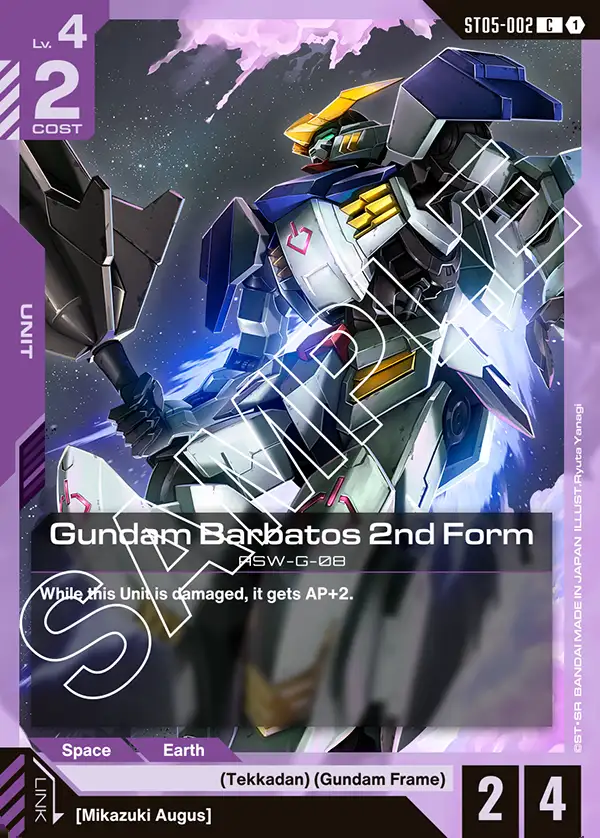 ST05-002 C 1
Lv. 4
2
COST
UNIT
SAMPLE
Gundam Barbatos 2nd Form
ASW-G-08
While this Unit is damaged, it gets AP+2.
©ST・SR BANDAI MADE IN JAPAN ILLUST.Ryuta Yanagi
Space Earth
(Tekkadan) (Gundam Frame)
LINK
[Mikazuki Augus]
2 4